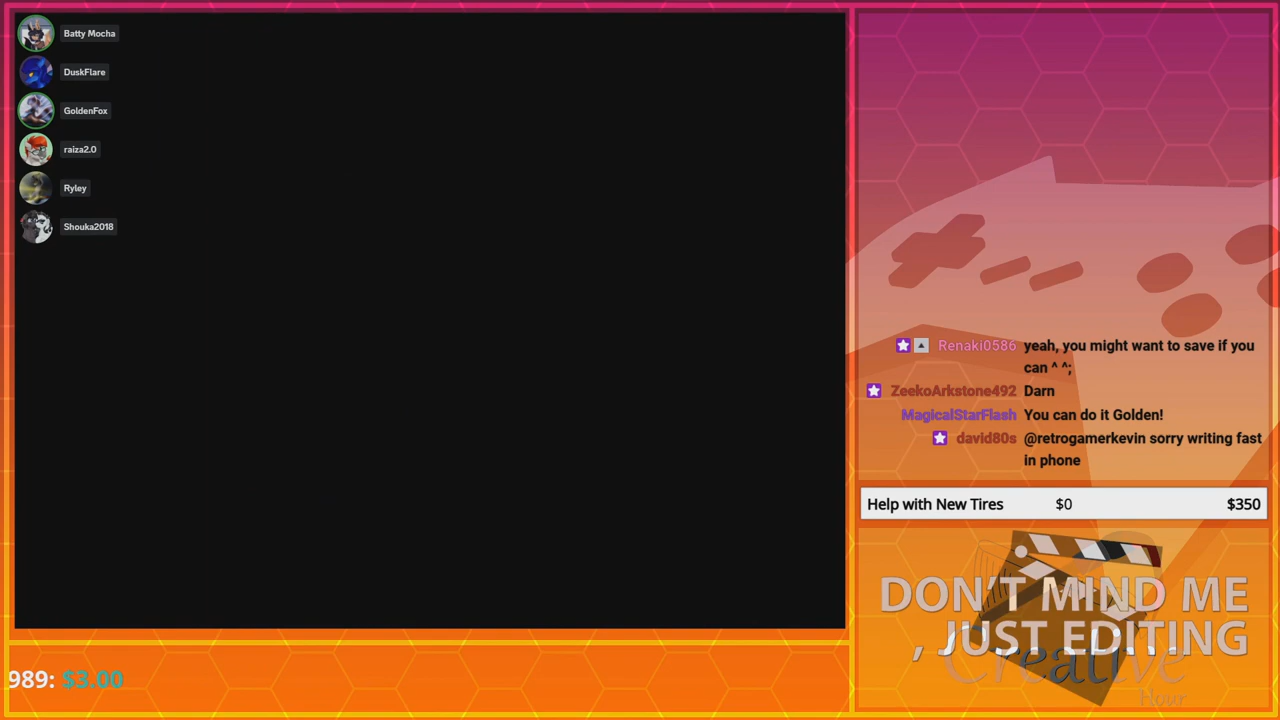 Batty Mocha
DuskFlare
GoldenFox
raiza2.0
Ryley
Shouka2018
Renaki0586 yeah, you might want to save if you
can ^ ^;
ZeekoArkstone492 Darn
MagicalStarFlash You can do it Golden!
david80s @retrogamerkevin sorry writing fast
in phone
Help with New Tires $0 $350
DON'T MIND ME
, JUST EDITING
Creative
Hour
989: $3.00